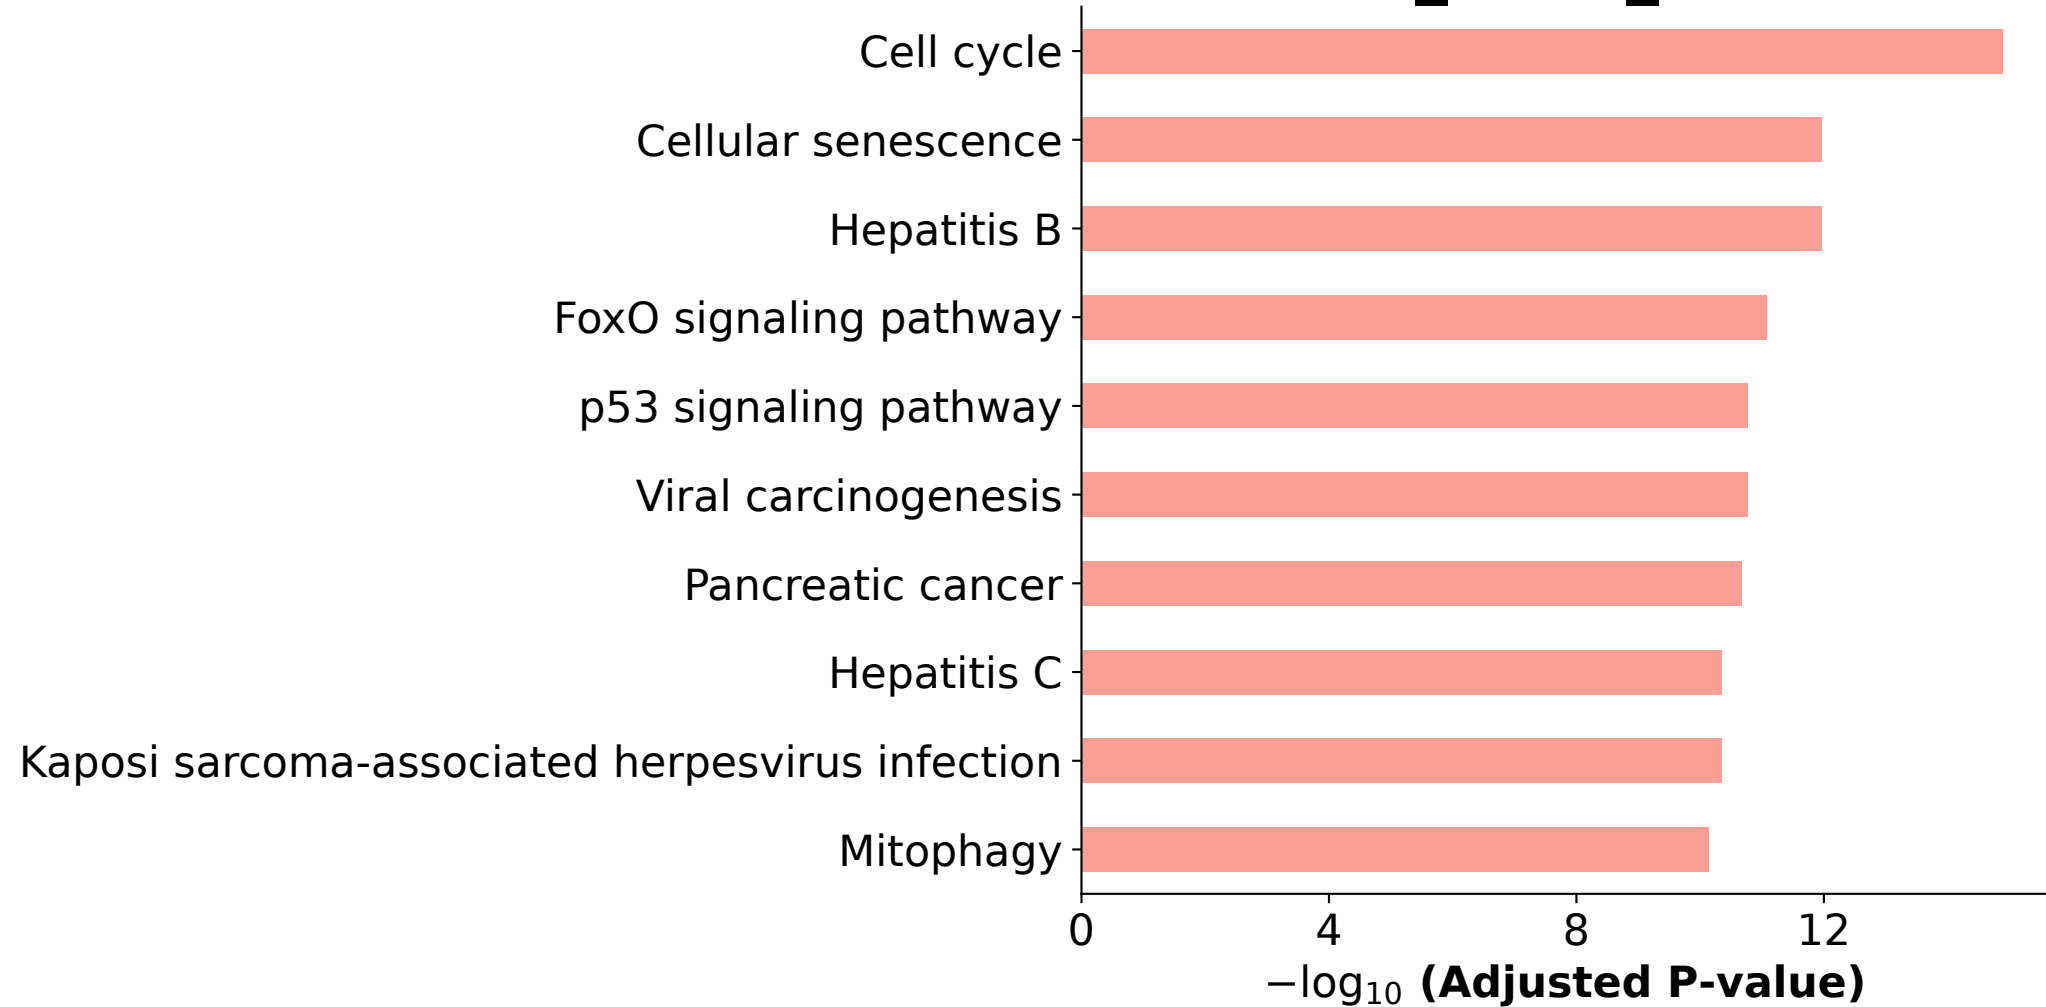 Cell cycle
Cellular senescence
Hepatitis B
FoxO signaling pathway
p53 signaling pathway
Viral carcinogenesis
Pancreatic cancer
Hepatitis C
Kaposi sarcoma-associated herpesvirus infection
Mitophagy
0 4 8 12
−log₁₀ (Adjusted P-value)